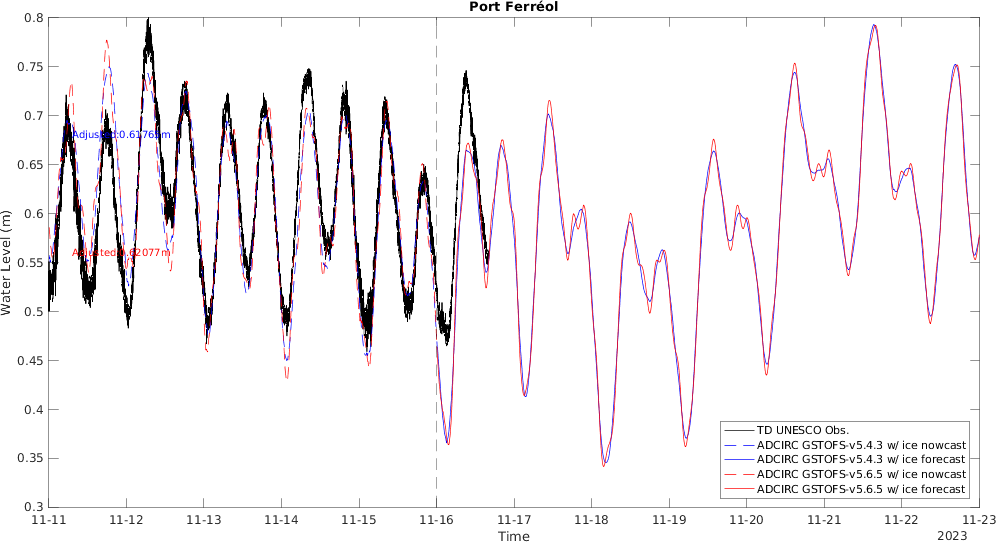 Port Ferréol
Water Level (m)
0.8
0.75
0.7
0.65
0.6
0.55
0.5
0.45
0.4
0.35
0.3
Adjusted:0.62077m
TD UNESCO Obs.
ADCIRC GSTOFS-v5.4.3 w/ ice nowcast
ADCIRC GSTOFS-v5.4.3 w/ ice forecast
ADCIRC GSTOFS-v5.6.5 w/ ice nowcast
ADCIRC GSTOFS-v5.6.5 w/ ice forecast
11-11 11-12 11-13 11-14 11-15 11-16 11-17 11-18 11-19 11-20 11-21 11-22 11-23
Time
2023